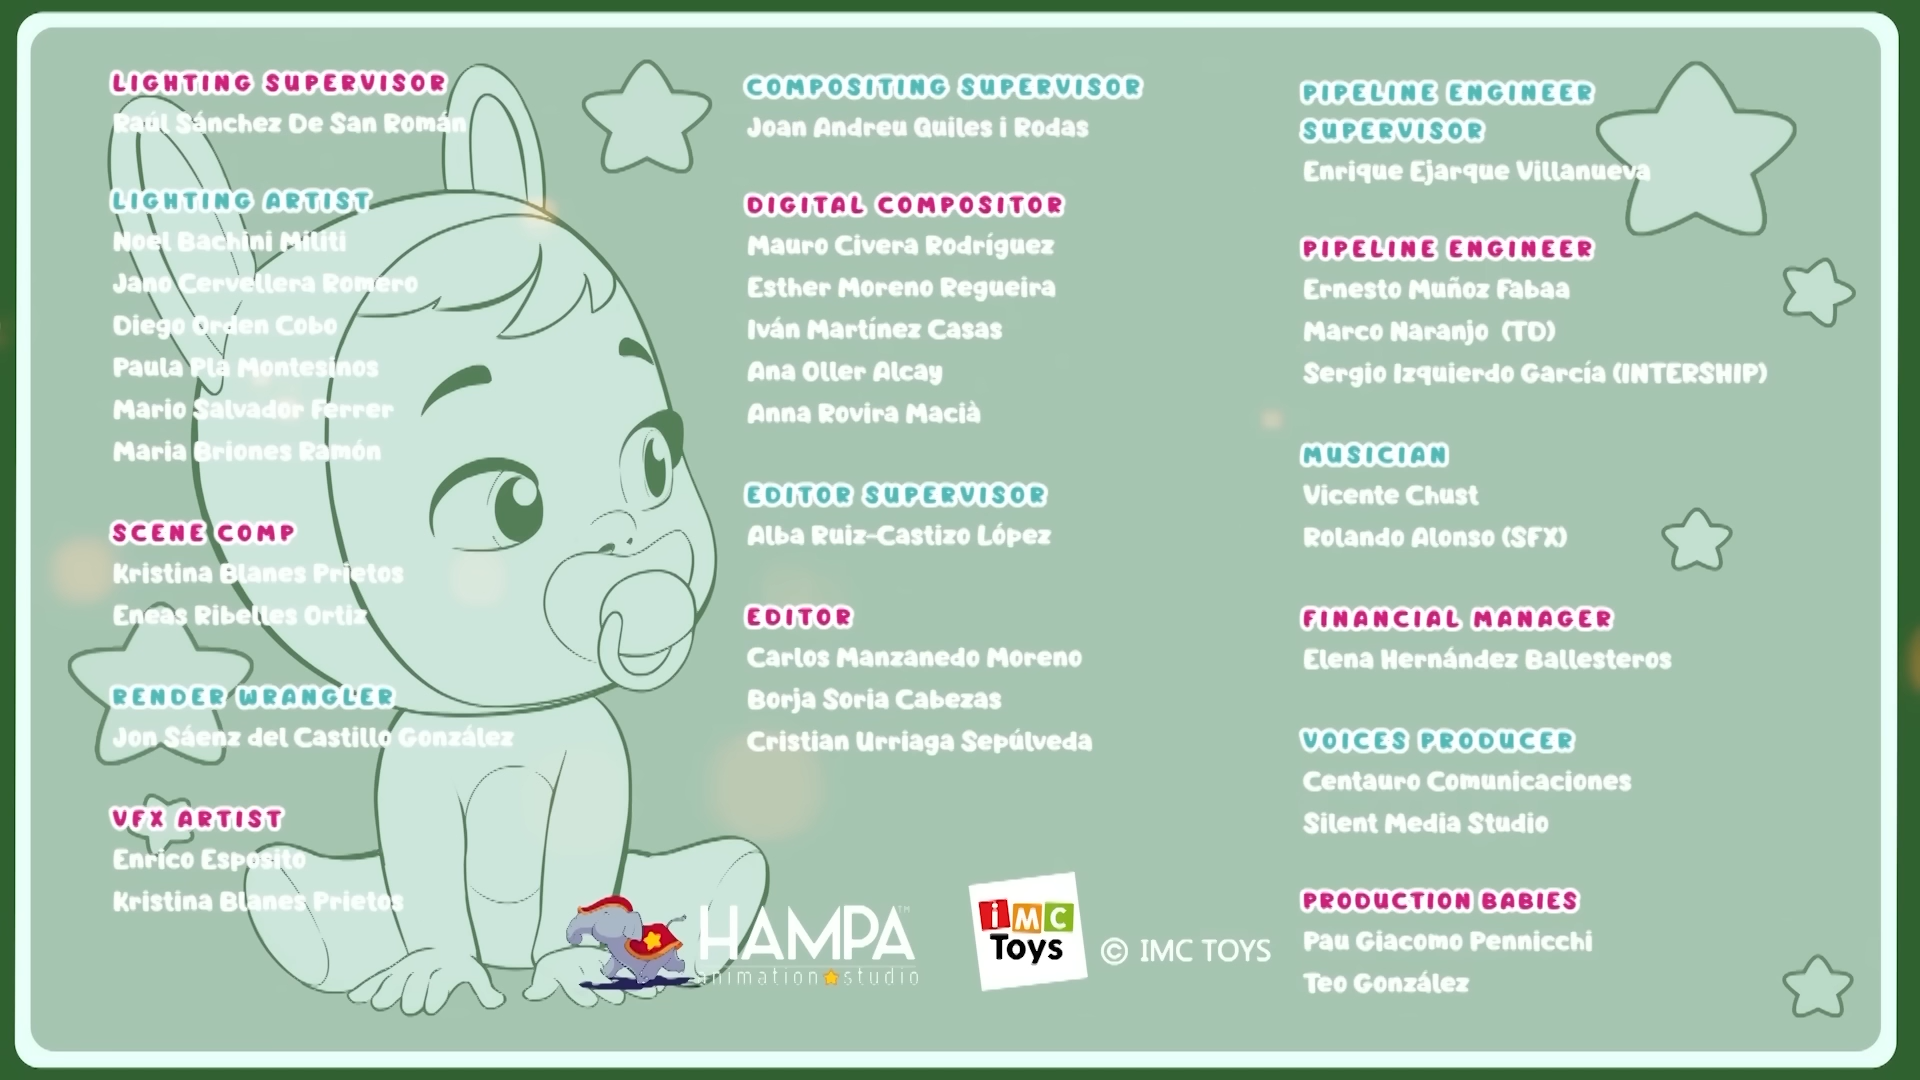 LIGHTING SUPERVISOR
Raúl Sánchez De San Román
LIGHTING ARTIST
Noel Bachini Militi
Jano Cervellera Romero
Diego Orden Cobo
Paula Pla Montesinos
Mario Salvador Ferrer
Maria Briones Ramón
SCENE COMP
Kristina Blanes Prietos
Eneas Ribelles Ortiz
RENDER WRANGLER
Jon Sáenz del Castillo González
VFX ARTIST
Enrico Esposito
Kristina Blanes Prietos
COMPOSITING SUPERVISOR
Joan Andreu Quiles i Rodas
DIGITAL COMPOSITOR
Mauro Civera Rodríguez
Esther Moreno Regueira
Iván Martínez Casas
Ana Oller Alcay
Anna Rovira Macià
EDITOR SUPERVISOR
Alba Ruiz-Castizo López
EDITOR
Carlos Manzanedo Moreno
Borja Soria Cabezas
Cristian Urriaga Sepúlveda
HAMPA™
animation studio
iMC
Toys
© IMC TOYS
PIPELINE ENGINEER
SUPERVISOR
Enrique Ejarque Villanueva
PIPELINE ENGINEER
Ernesto Muñoz Fabaa
Marco Naranjo (TD)
Sergio Izquierdo García (INTERSHIP)
MUSICIAN
Vicente Chust
Rolando Alonso (SFX)
FINANCIAL MANAGER
Elena Hernández Ballesteros
VOICES PRODUCER
Centauro Comunicaciones
Silent Media Studio
PRODUCTION BABIES
Pau Giacomo Pennicchi
Teo González